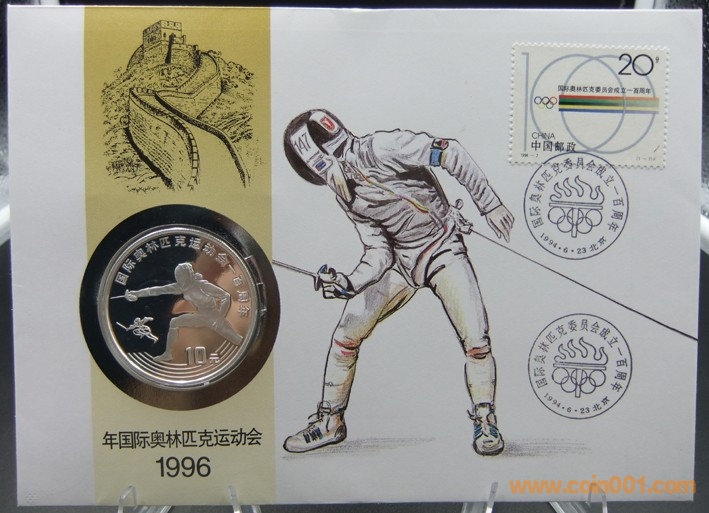 20分
国际奥林匹克委员会成立一百周年
CHINA
中国邮政
147
国际奥林匹克委员会成立一百周年
1994·6·23 北京
国际奥林匹克运动会一百周年
10元
国际奥林匹克委员会成立一百周年
1994·6·23 北京
年国际奥林匹克运动会
1996
www.coin001.com